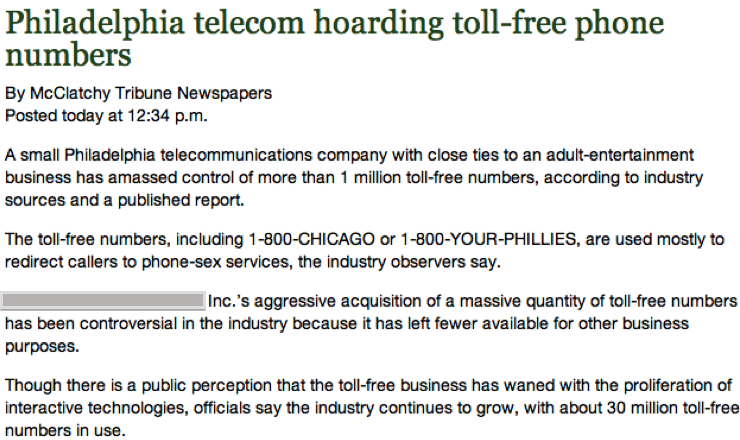 Philadelphia telecom hoarding toll-free phone
numbers
By McClatchy Tribune Newspapers
Posted today at 12:34 p.m.
A small Philadelphia telecommunications company with close ties to an adult-entertainment
business has amassed control of more than 1 million toll-free numbers, according to industry
sources and a published report.
The toll-free numbers, including 1-800-CHICAGO or 1-800-YOUR-PHILLIES, are used mostly to
redirect callers to phone-sex services, the industry observers say.
Inc.'s aggressive acquisition of a massive quantity of toll-free numbers
has been controversial in the industry because it has left fewer available for other business
purposes.
Though there is a public perception that the toll-free business has waned with the proliferation of
interactive technologies, officials say the industry continues to grow, with about 30 million toll-free
numbers in use.